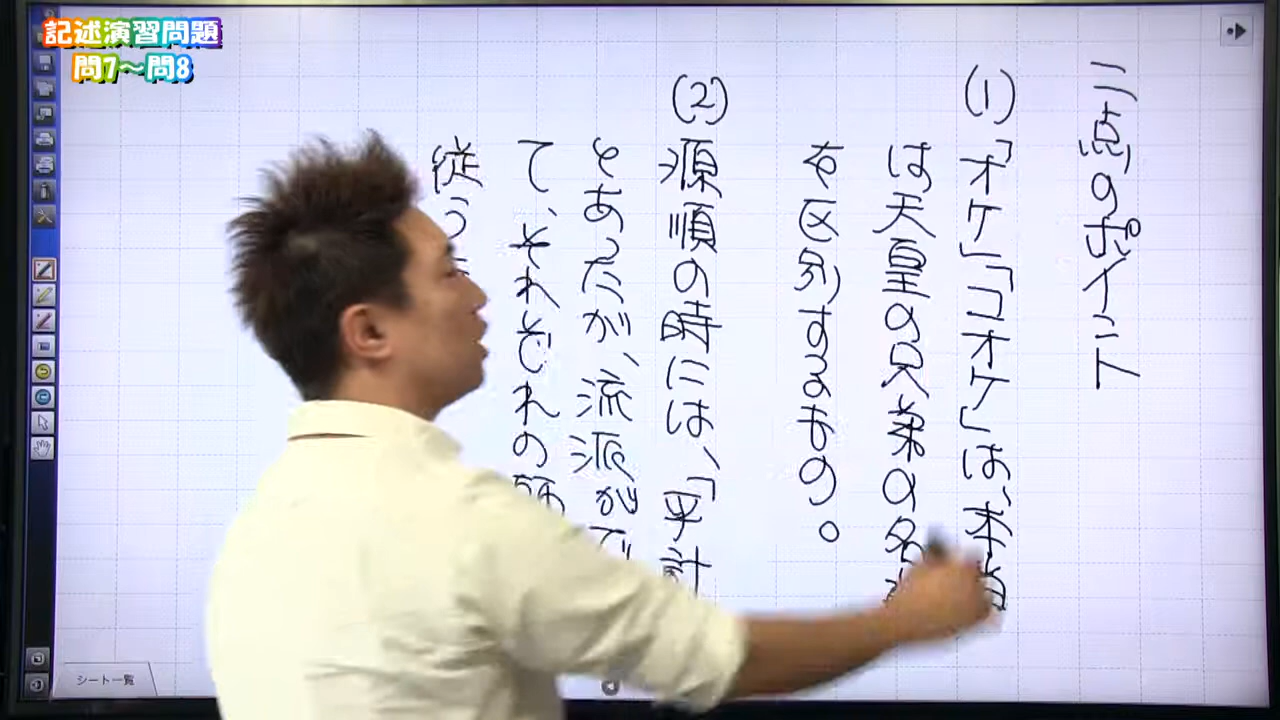 記述演習問題
問7〜問8
二点のポイント
(1)
「オケ」「コオケ」は、本当
は天皇の兄弟の名
を区別するもの。
(2)
源順の時には、「平計
とあったが、流派がで
て、それぞれの師
従う
シート一覧